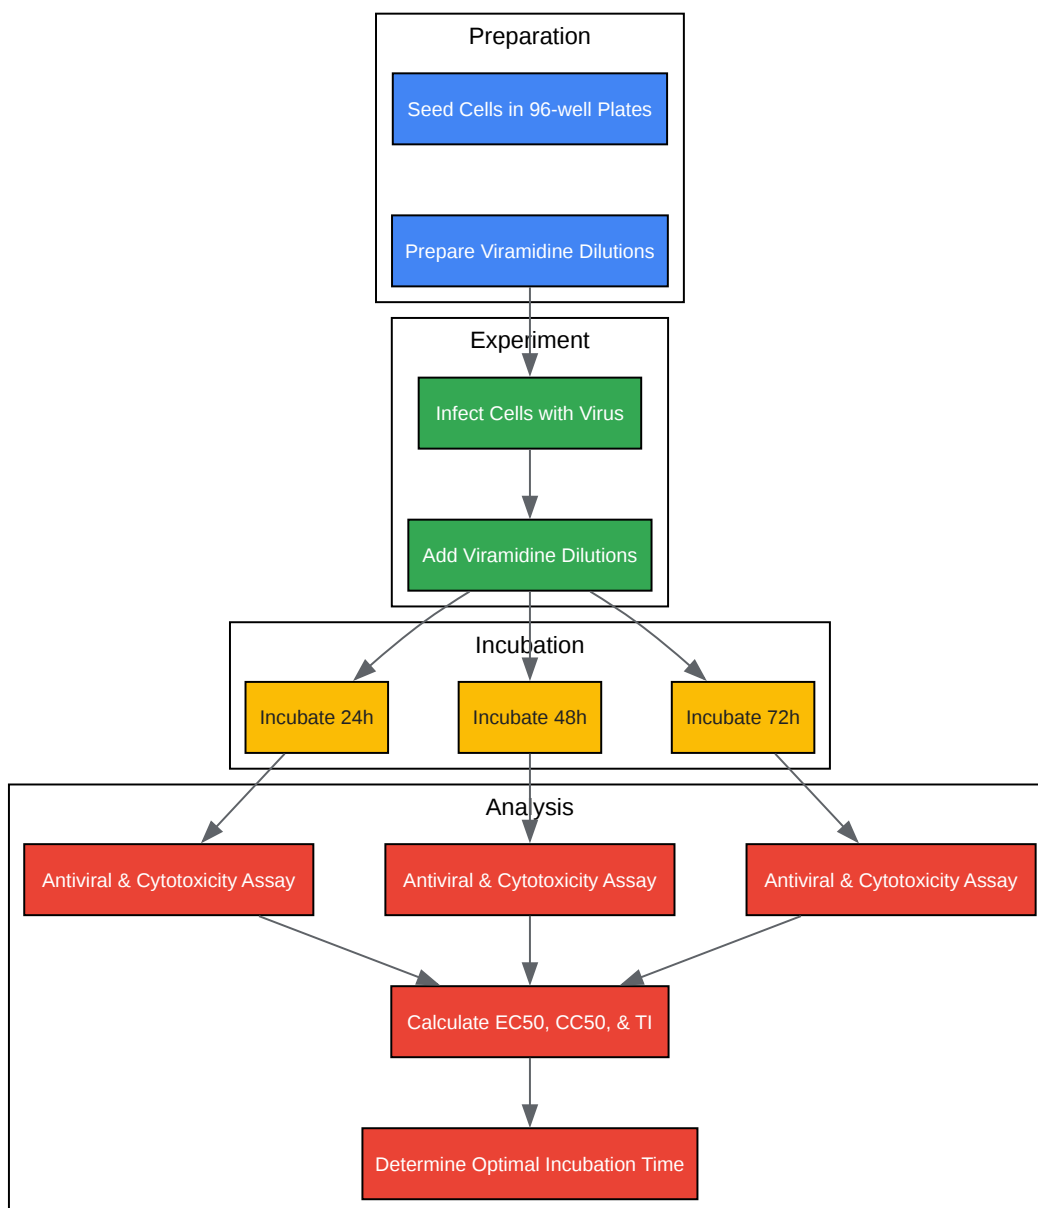 Preparation
Seed Cells in 96-well Plates
Prepare Viramidine Dilutions
Experiment
Infect Cells with Virus
Add Viramidine Dilutions
Incubation
Incubate 24h
Incubate 48h
Incubate 72h
Analysis
Antiviral & Cytotoxicity Assay
Antiviral & Cytotoxicity Assay
Antiviral & Cytotoxicity Assay
Calculate EC50, CC50, & TI
Determine Optimal Incubation Time